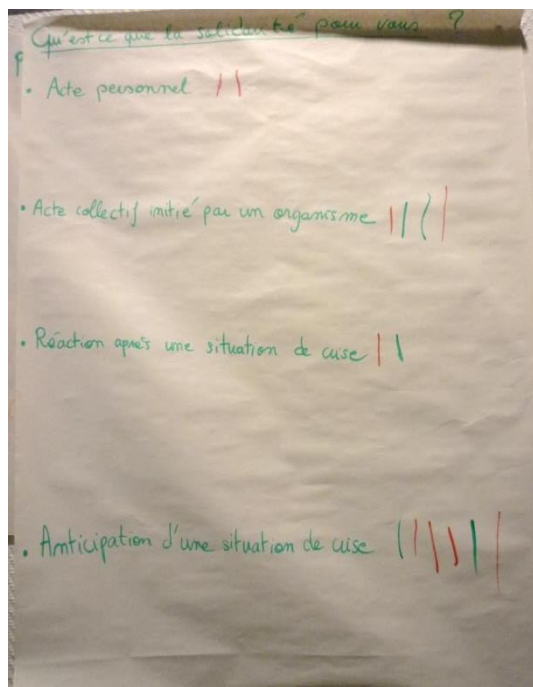 Qu'est ce que la solidarité pour vous ?
• Acte personnel
• Acte collectif initié par un organisme
• Réaction après une situation de crise
• Anticipation d'une situation de crise